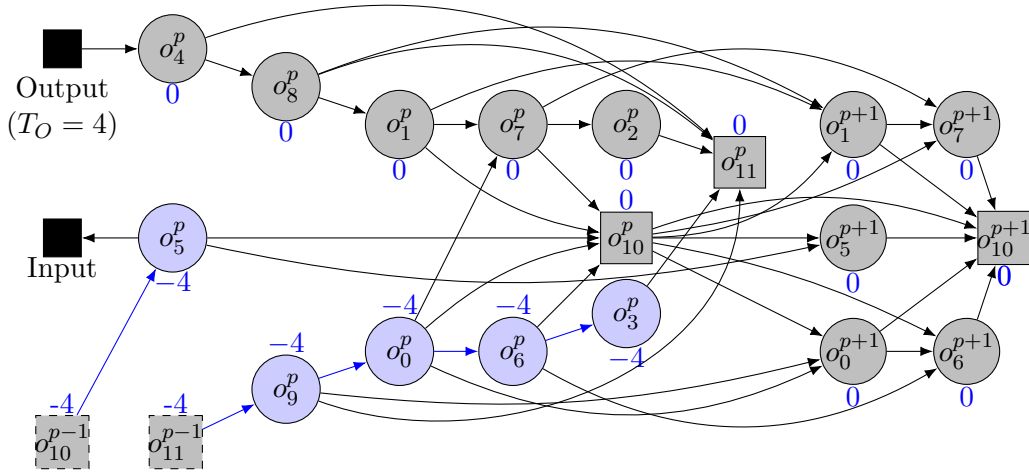 o_4^p
0
Output
(T_O = 4)
o_8^p
0
o_1^p
0
o_7^p
0
o_2^p
0
0
o_11^p
o_1^{p+1}
0
o_7^{p+1}
0
Input
o_5^p
−4
0
o_10^p
o_5^{p+1}
0
o_10^{p+1}
0
-4
o_10^{p−1}
-4
o_11^{p−1}
−4
o_9^p
−4
o_0^p
−4
o_6^p
o_3^p
−4
o_0^{p+1}
0
o_6^{p+1}
0